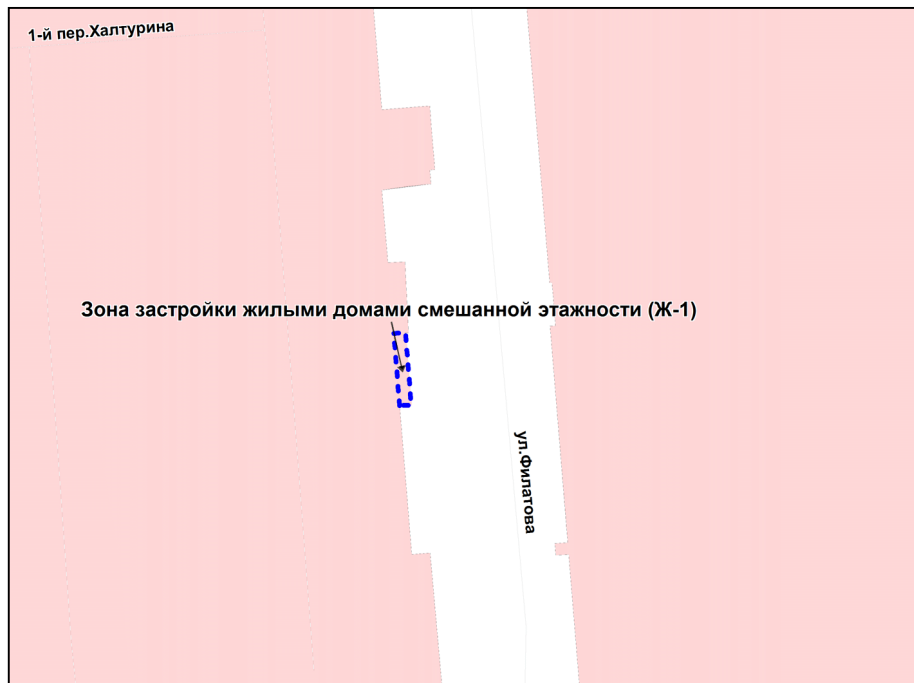 1-й пер.Халтурина
Зона застройки жилыми домами смешанной этажности (Ж-1)
ул.Филатова